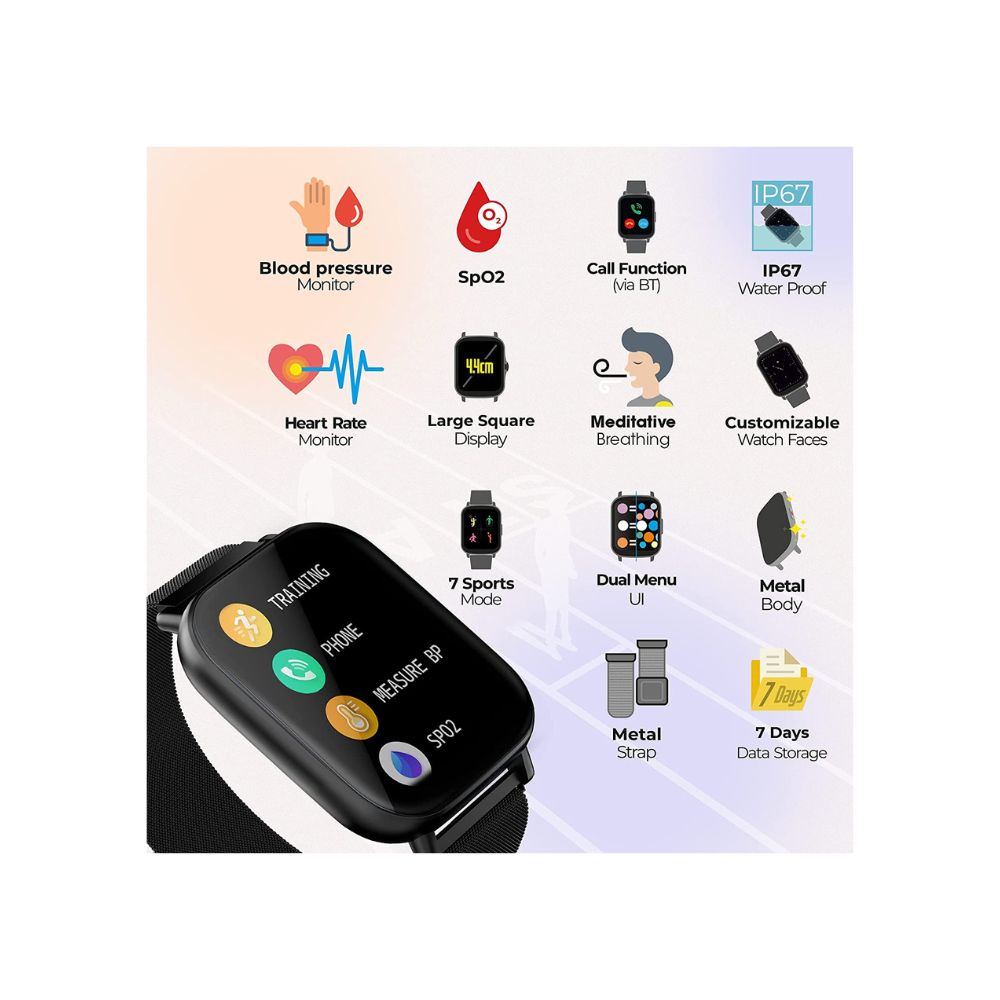 Blood pressure
Monitor
O2
SpO2
Call Function
(via BT)
IP67
IP67
Water Proof
Heart Rate
Monitor
4.4cm
Large Square
Display
Meditative
Breathing
Customizable
Watch Faces
7 Sports
Mode
Dual Menu
UI
Metal
Body
Metal
Strap
7 Days
7 Days
Data Storage
TRAINING
PHONE
MEASURE BP
SPO2